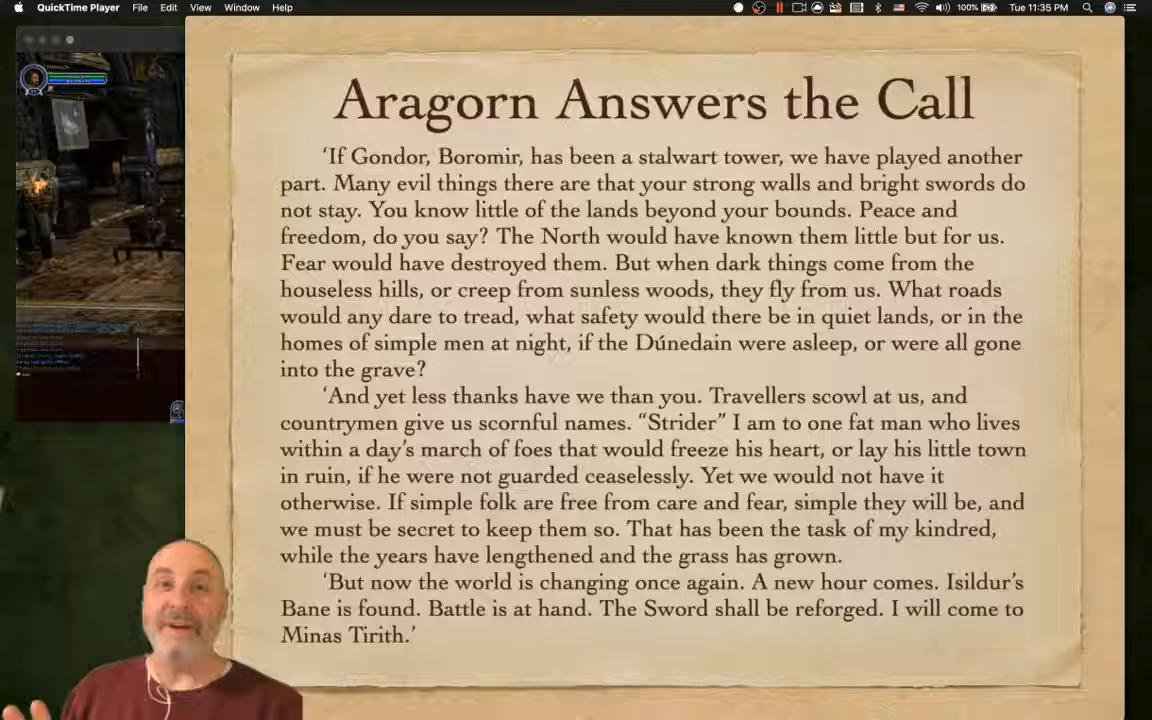 QuickTime Player File Edit View Window Help 100% Tue 11:35 PM
Aragorn Answers the Call
‘If Gondor, Boromir, has been a stalwart tower, we have played another
part. Many evil things there are that your strong walls and bright swords do
not stay. You know little of the lands beyond your bounds. Peace and
freedom, do you say? The North would have known them little but for us.
Fear would have destroyed them. But when dark things come from the
houseless hills, or creep from sunless woods, they fly from us. What roads
would any dare to tread, what safety would there be in quiet lands, or in the
homes of simple men at night, if the Dúnedain were asleep, or were all gone
into the grave?
‘And yet less thanks have we than you. Travellers scowl at us, and
countrymen give us scornful names. “Strider” I am to one fat man who lives
within a day’s march of foes that would freeze his heart, or lay his little town
in ruin, if he were not guarded ceaselessly. Yet we would not have it
otherwise. If simple folk are free from care and fear, simple they will be, and
we must be secret to keep them so. That has been the task of my kindred,
while the years have lengthened and the grass has grown.
‘But now the world is changing once again. A new hour comes. Isildur’s
Bane is found. Battle is at hand. The Sword shall be reforged. I will come to
Minas Tirith.’